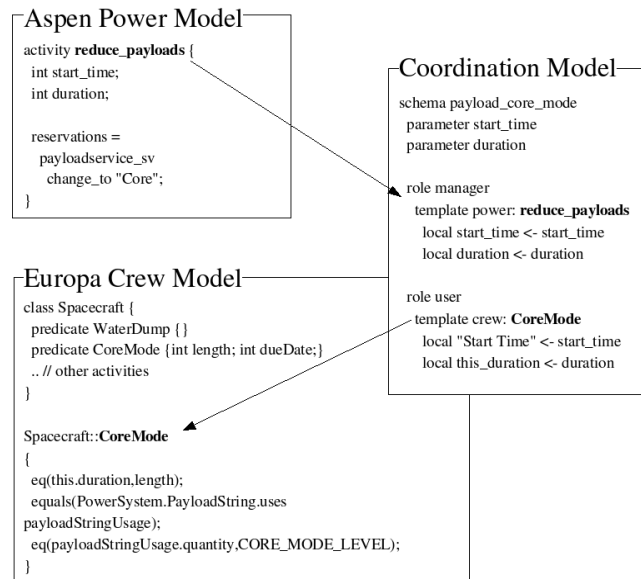 Aspen Power Model
activity reduce_payloads {
int start_time;
int duration;
reservations =
payloadservice_sv
change_to "Core";
}
Coordination Model
schema payload_core_mode
parameter start_time
parameter duration
role manager
template power: reduce_payloads
local start_time <- start_time
local duration <- duration
role user
template crew: CoreMode
local "Start Time" <- start_time
local this_duration <- duration
Europa Crew Model
class Spacecraft {
predicate WaterDump {}
predicate CoreMode {int length; int dueDate;}
.. // other activities
}
Spacecraft::CoreMode
{
eq(this.duration,length);
equals(PowerSystem.PayloadString.uses
payloadStringUsage);
eq(payloadStringUsage.quantity,CORE_MODE_LEVEL);
}